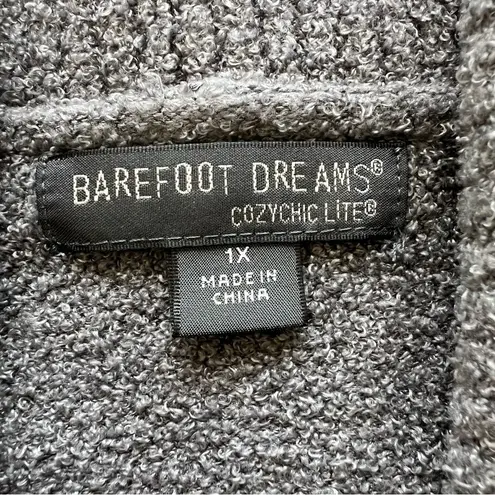 BAREFOOT DREAMS®
COZYCHIC LITE®
1X
MADE IN
CHINA